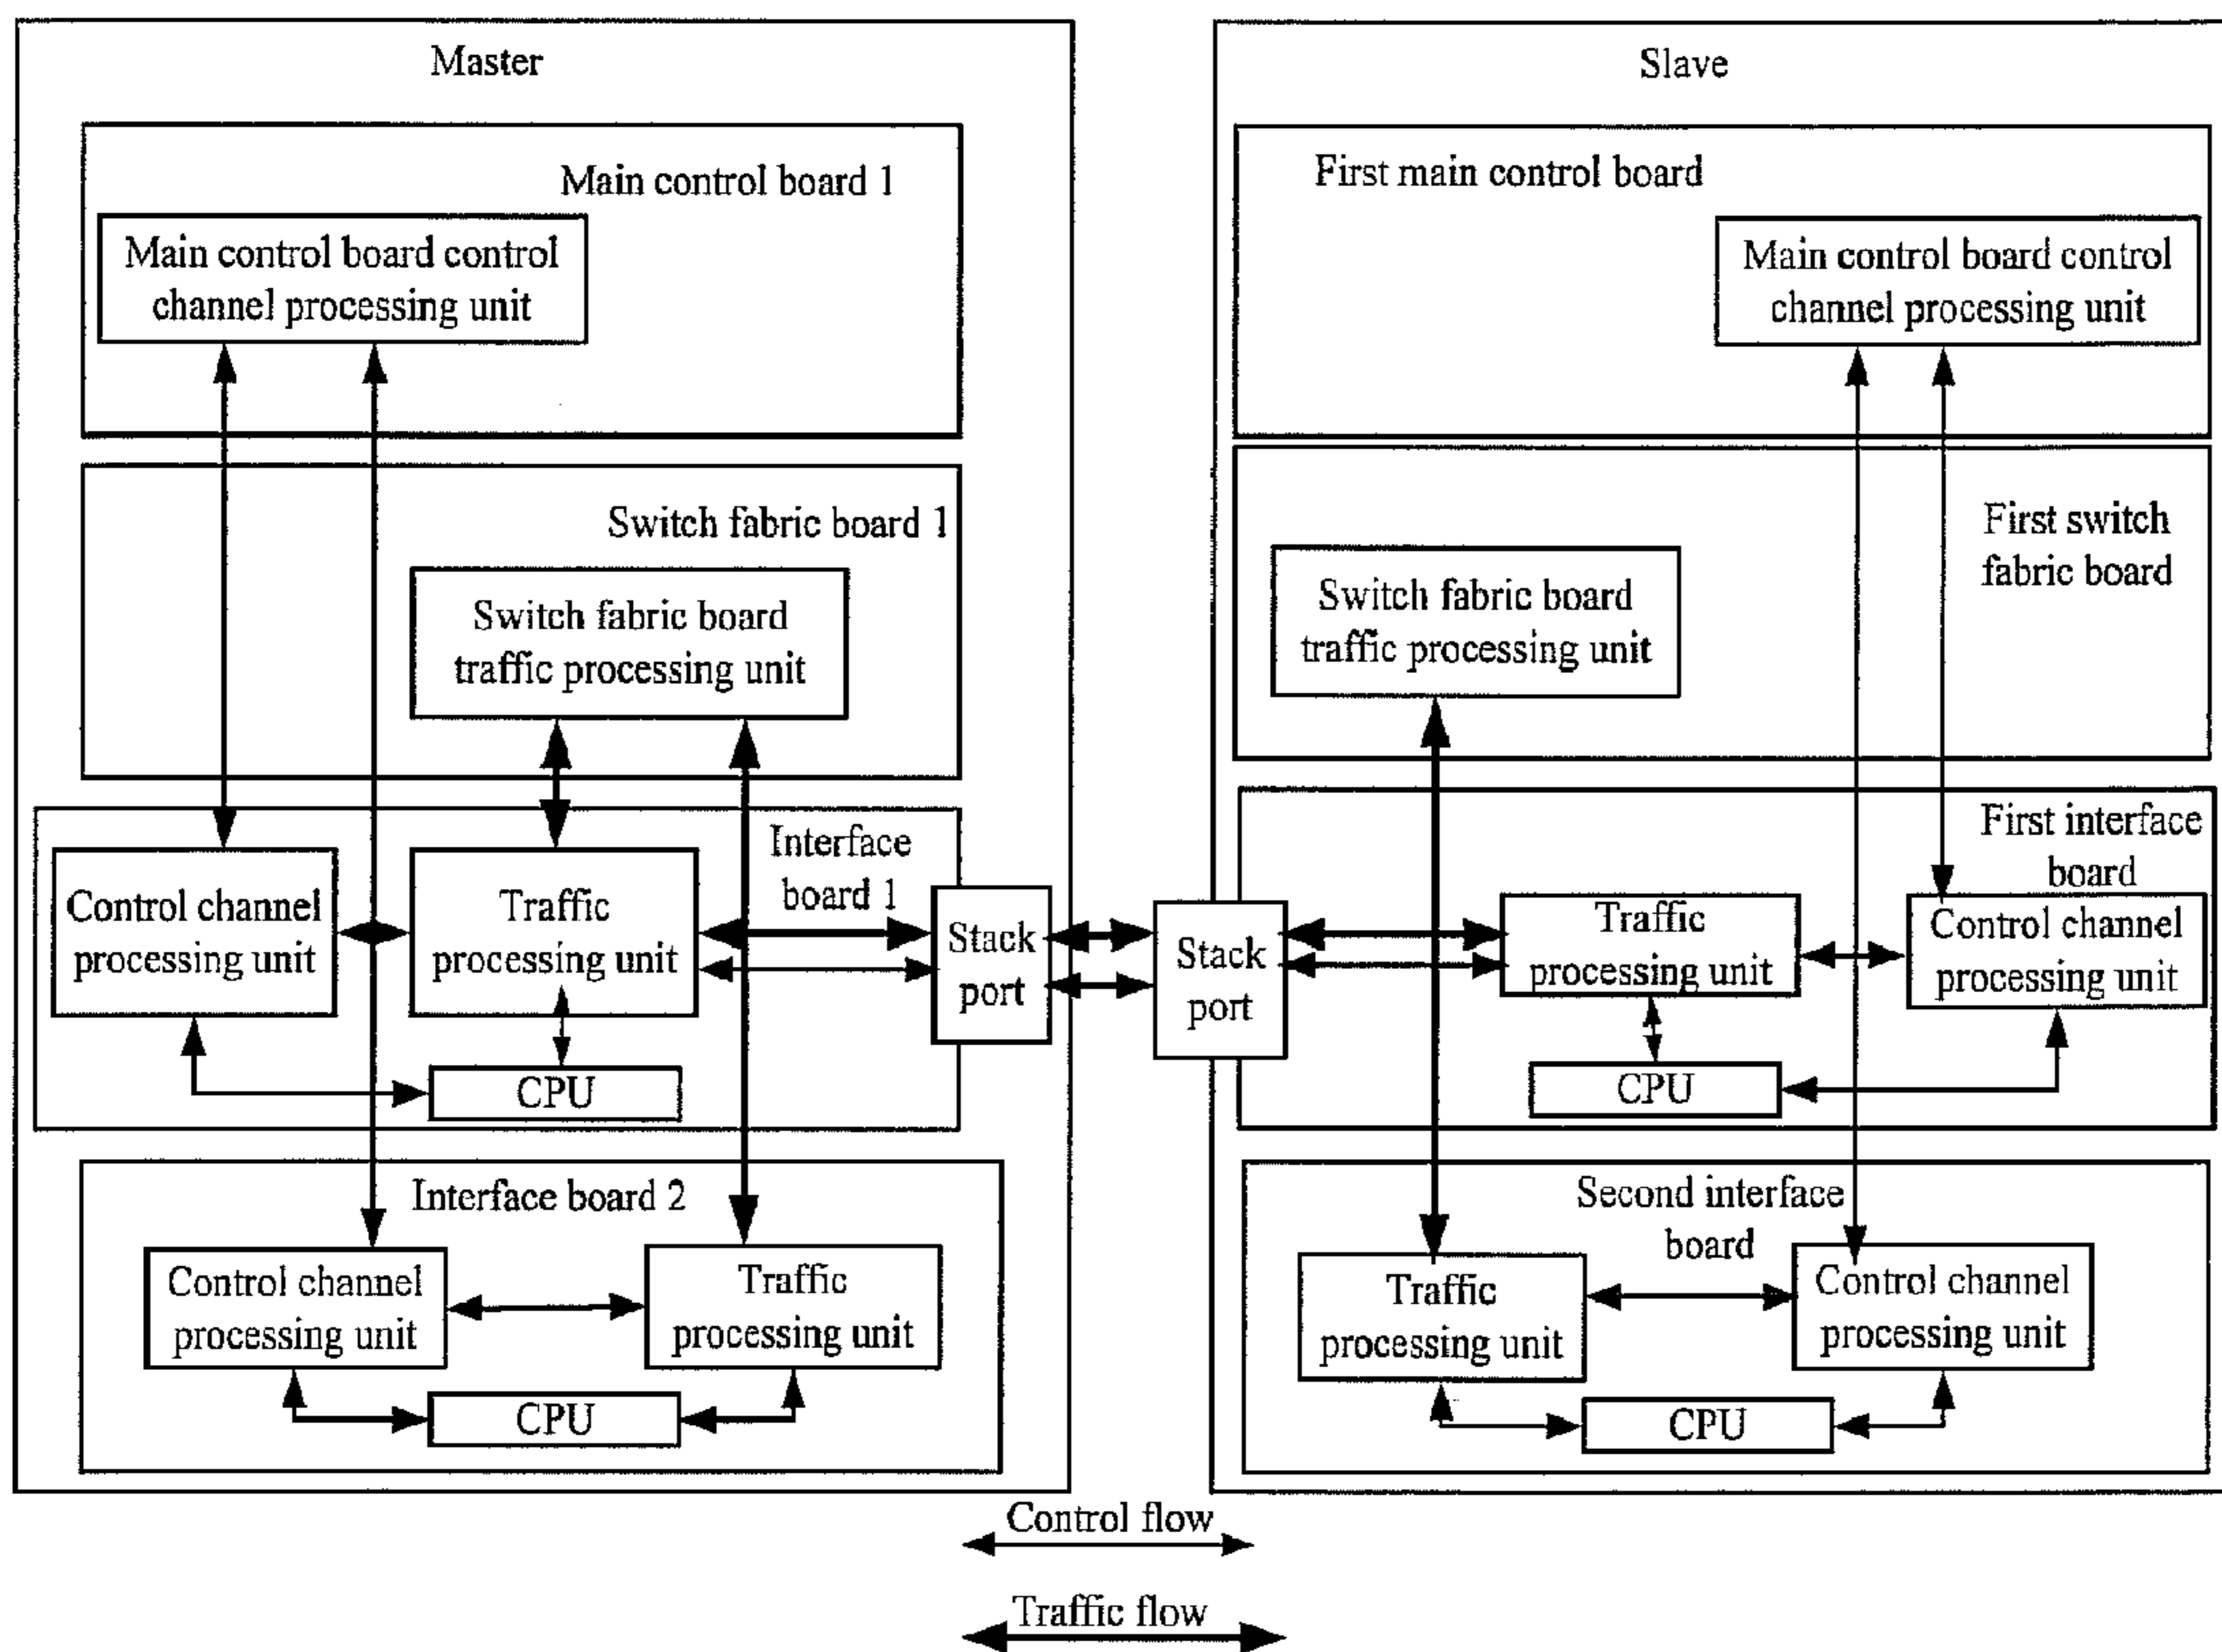 Master
Main control board 1
Main control board control
channel processing unit
Switch fabric board 1
Switch fabric board
traffic processing unit
Interface
board 1
Control channel
processing unit
Traffic
processing unit
Stack
port
CPU
Interface board 2
Control channel
processing unit
Traffic
processing unit
CPU
Slave
First main control board
Main control board control
channel processing unit
First switch
fabric board
Switch fabric board
traffic processing unit
First interface
board
Stack
port
Traffic
processing unit
Control channel
processing unit
CPU
Second interface
board
Traffic
processing unit
Control channel
processing unit
CPU
Control flow
Traffic flow